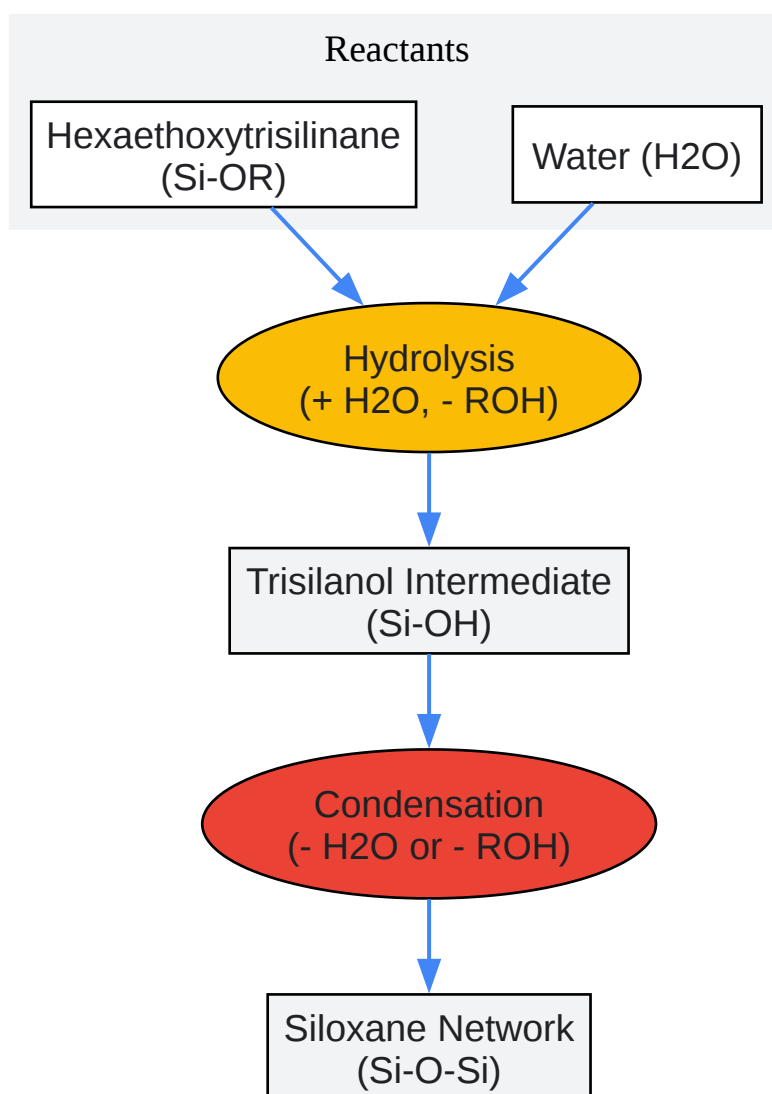 Reactants
Hexaethoxytrisilinane
(Si-OR)
Water (H2O)
Hydrolysis
(+ H2O, - ROH)
Trisilanol Intermediate
(Si-OH)
Condensation
(- H2O or - ROH)
Siloxane Network
(Si-O-Si)